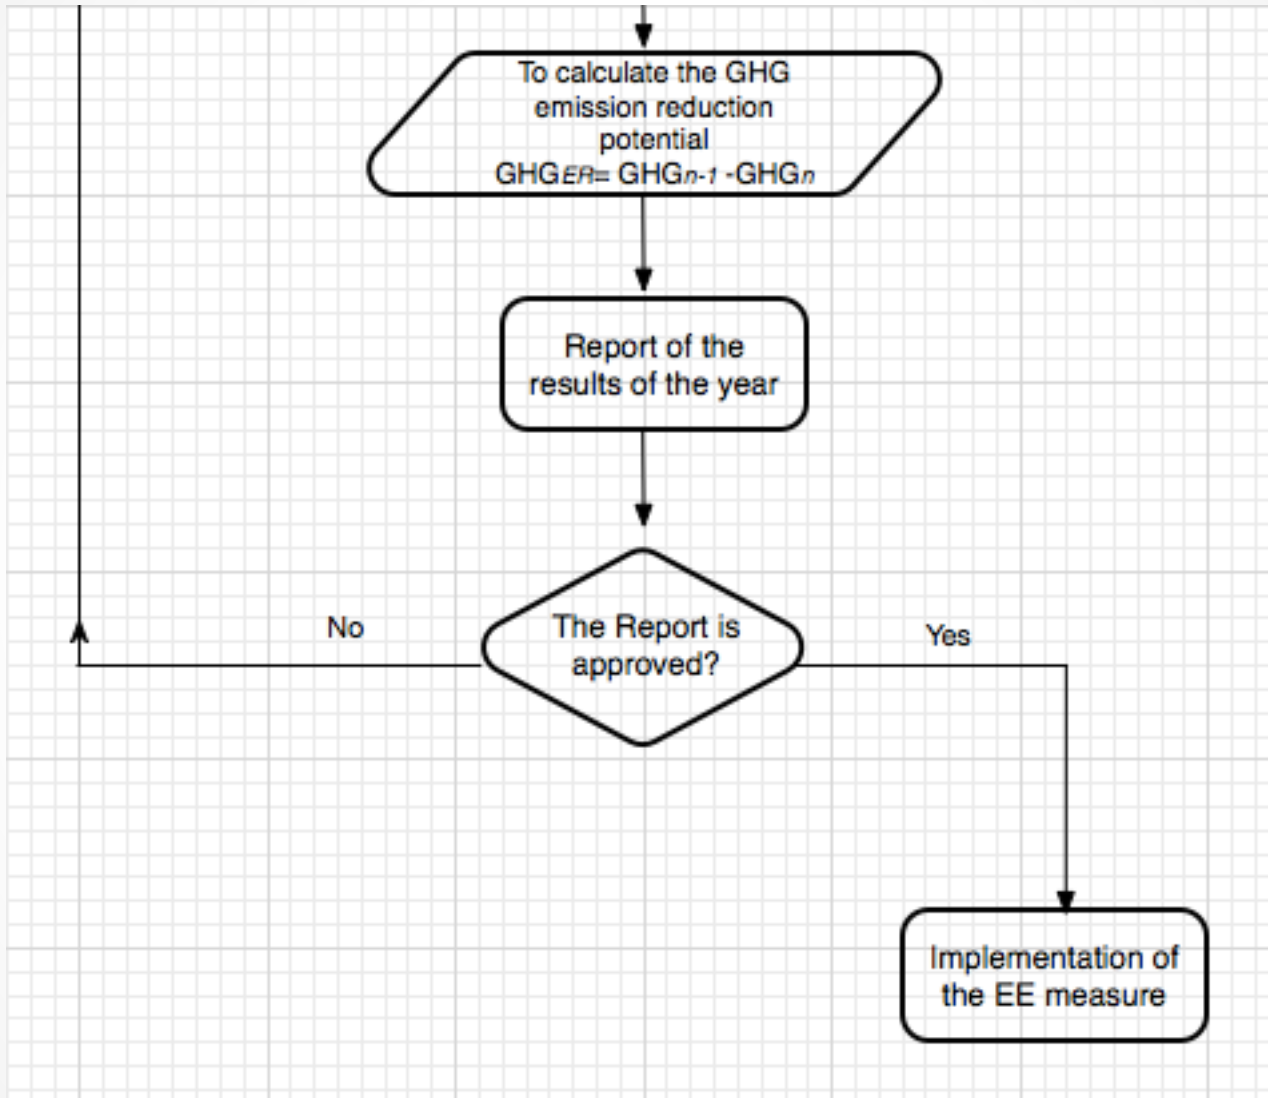 To calculate the GHG
emission reduction
potential
GHGER= GHGn-1 -GHGn
Report of the
results of the year
The Report is
approved?
No
Yes
Implementation of
the EE measure